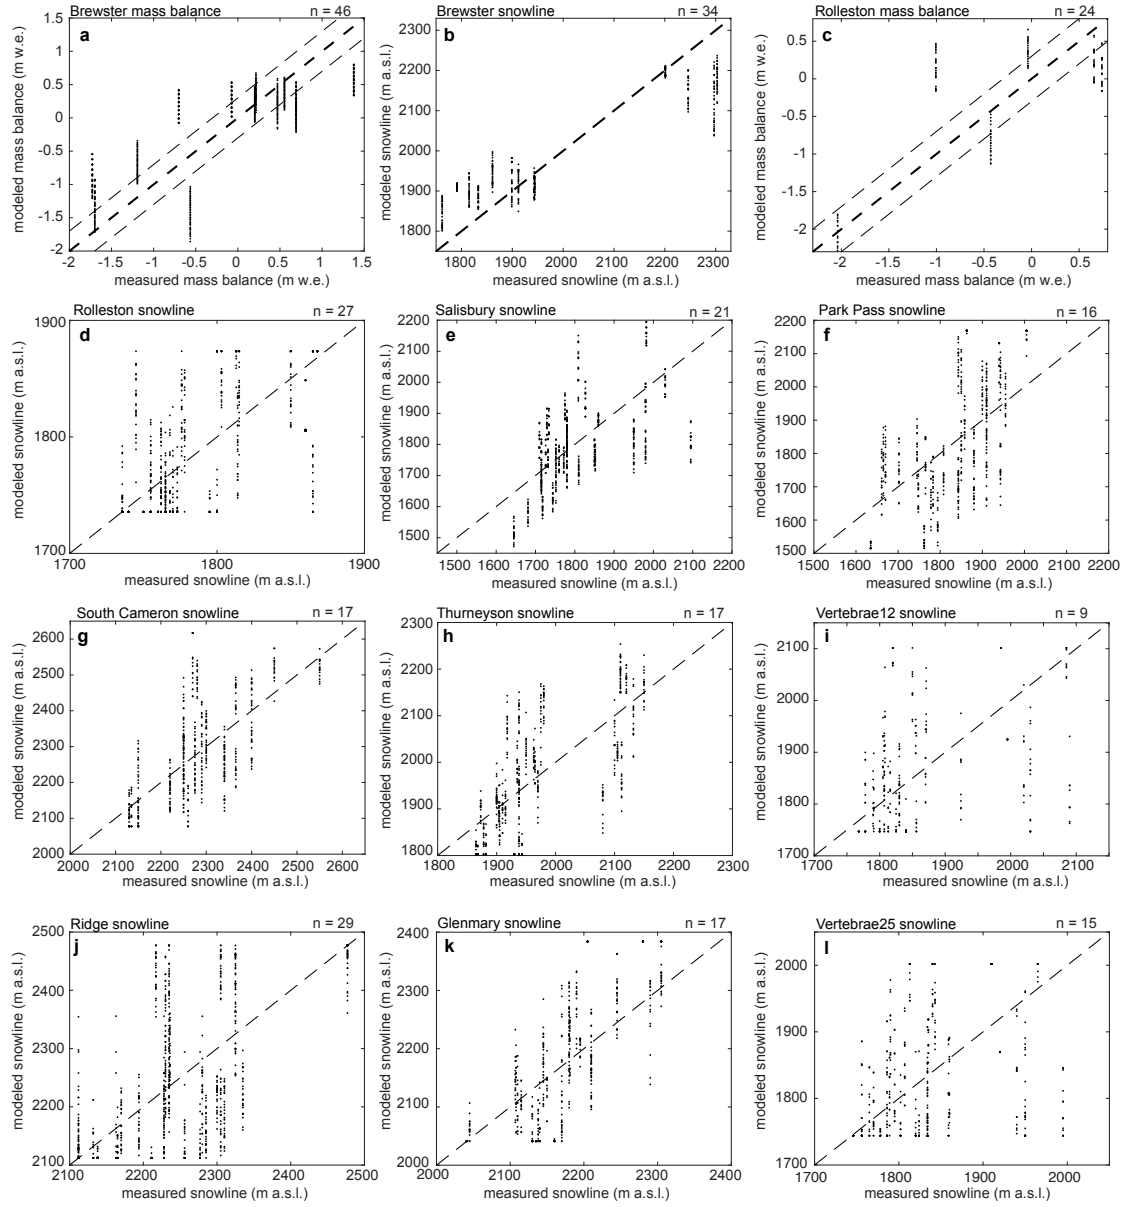 Brewster mass balance n = 46
a
modeled mass balance (m w.e.)
1.5
1
0.5
0
-0.5
-1
-1.5
-2
-2 -1.5 -1 -0.5 0 0.5 1 1.5
measured mass balance (m w.e.)
Brewster snowline n = 34
b
modeled snowline (m a.s.l.)
2300
2200
2100
2000
1900
1800
1800 1900 2000 2100 2200 2300
measured snowline (m a.s.l.)
Rolleston mass balance n = 24
c
modeled mass balance (m w.e.)
0.5
0
-0.5
-1
-1.5
-2
-2 -1.5 -1 -0.5 0 0.5
measured mass balance (m w.e.)
Rolleston snowline n = 27
d
modeled snowline (m a.s.l.)
1900
1800
1700
1700 1800 1900
measured snowline (m a.s.l.)
Salisbury snowline n = 21
e
modeled snowline (m a.s.l.)
2200
2100
2000
1900
1800
1700
1600
1500
1500 1600 1700 1800 1900 2000 2100 2200
measured snowline (m a.s.l.)
Park Pass snowline n = 16
f
modeled snowline (m a.s.l.)
2200
2100
2000
1900
1800
1700
1600
1500
1500 1600 1700 1800 1900 2000 2100 2200
measured snowline (m a.s.l.)
South Cameron snowline n = 17
g
modeled snowline (m a.s.l.)
2600
2500
2400
2300
2200
2100
2000
2000 2100 2200 2300 2400 2500 2600
measured snowline (m a.s.l.)
Thurneyson snowline n = 17
h
modeled snowline (m a.s.l.)
2300
2200
2100
2000
1900
1800
1800 1900 2000 2100 2200 2300
measured snowline (m a.s.l.)
Vertebrae12 snowline n = 9
i
modeled snowline (m a.s.l.)
2100
2000
1900
1800
1700
1700 1800 1900 2000 2100
measured snowline (m a.s.l.)
Ridge snowline n = 29
j
modeled snowline (m a.s.l.)
2500
2400
2300
2200
2100
2100 2200 2300 2400 2500
measured snowline (m a.s.l.)
Glenmary snowline n = 17
k
modeled snowline (m a.s.l.)
2400
2300
2200
2100
2000
2000 2100 2200 2300 2400
measured snowline (m a.s.l.)
Vertebrae25 snowline n = 15
l
modeled snowline (m a.s.l.)
2000
1900
1800
1700
1700 1800 1900 2000
measured snowline (m a.s.l.)